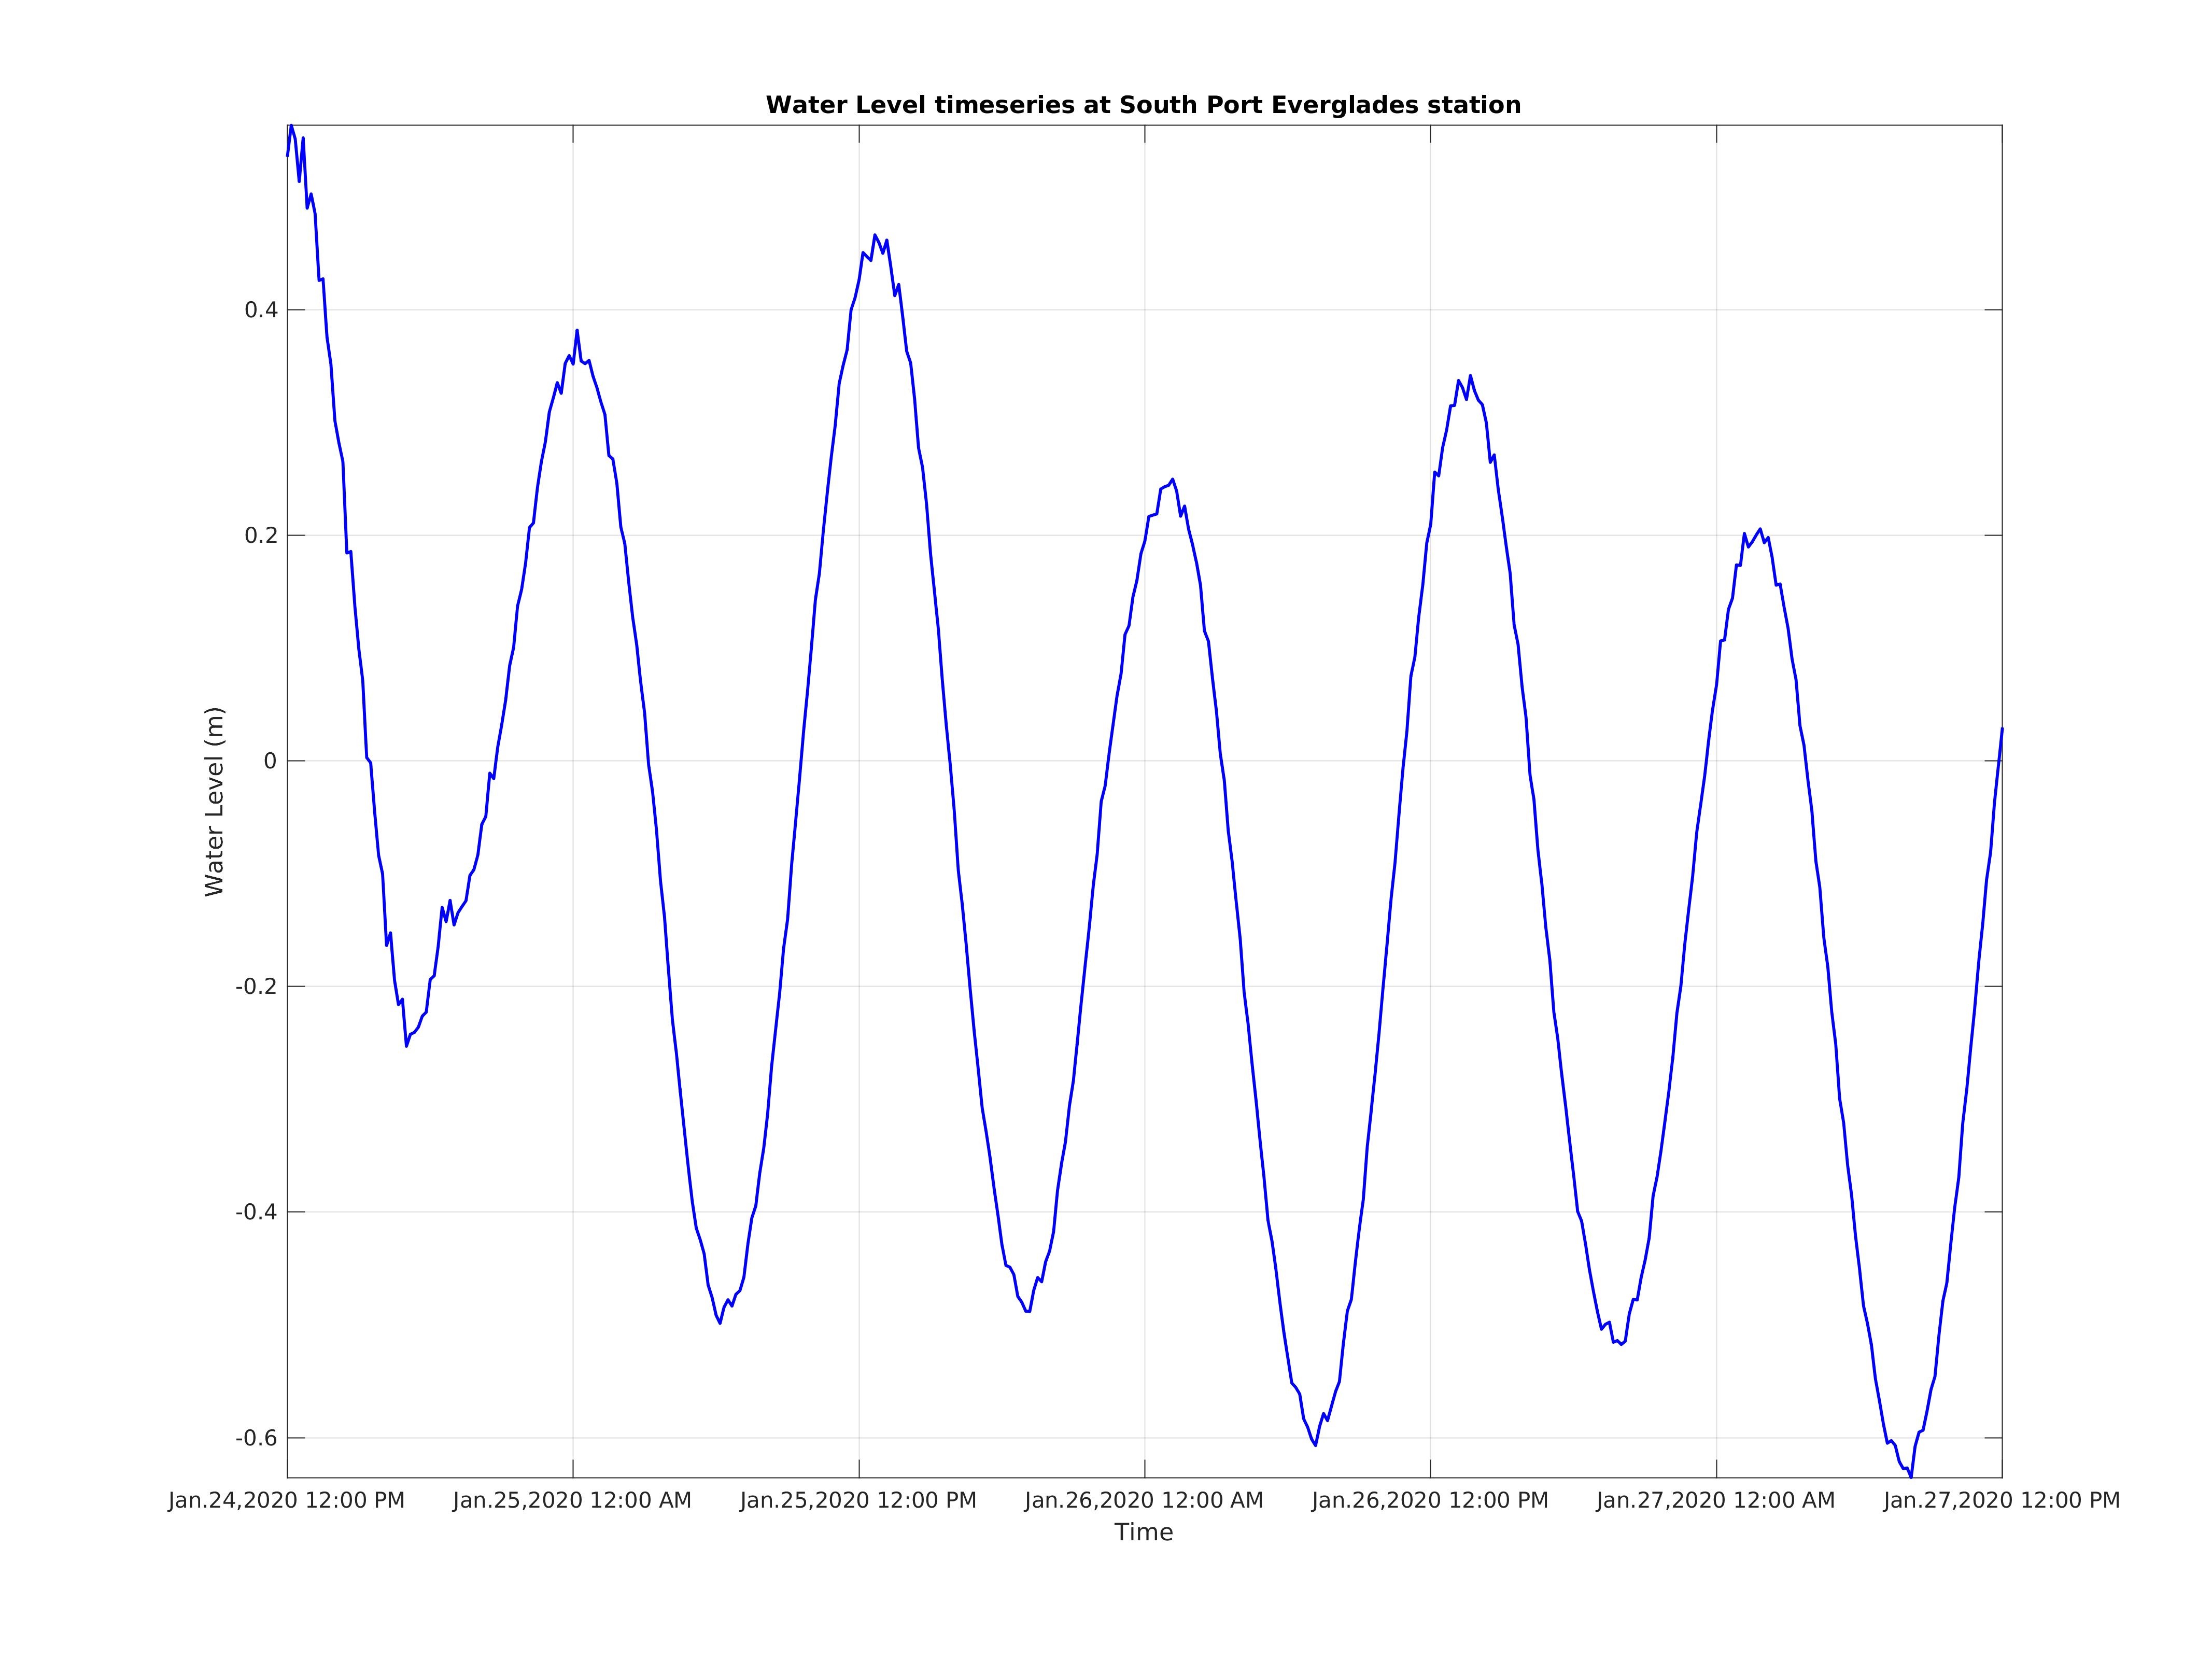 Water Level timeseries at South Port Everglades station
0.4
0.2
0
-0.2
-0.4
-0.6
Water Level (m)
Jan.24,2020 12:00 PM Jan.25,2020 12:00 AM Jan.25,2020 12:00 PM Jan.26,2020 12:00 AM Jan.26,2020 12:00 PM Jan.27,2020 12:00 AM Jan.27,2020 12:00 PM
Time